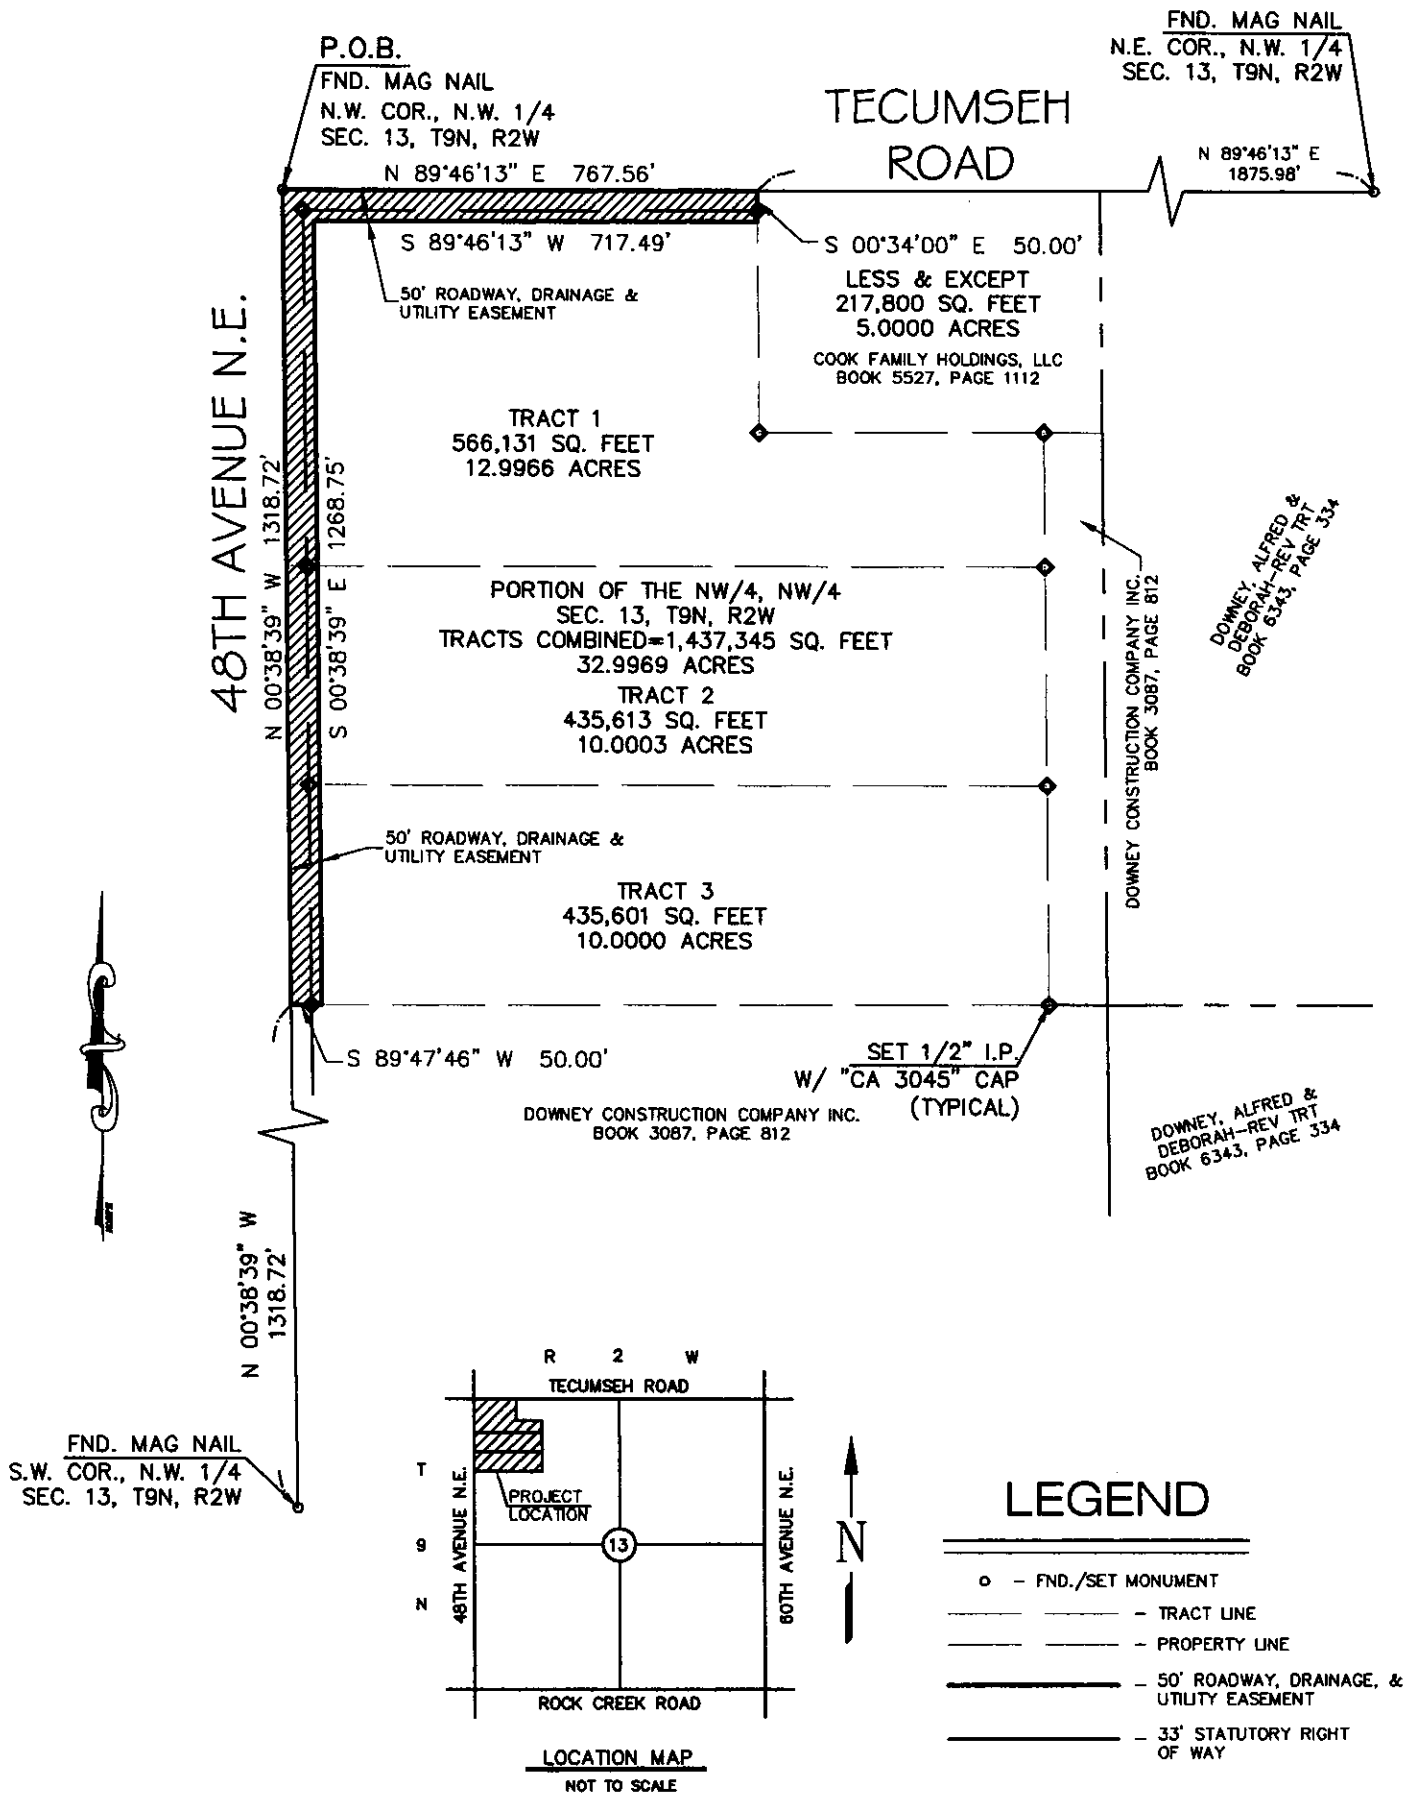 P.O.B.
FND. MAG NAIL
N.W. COR., N.W. 1/4
SEC. 13, T9N, R2W
FND. MAG NAIL
N.E. COR., N.W. 1/4
SEC. 13, T9N, R2W
TECUMSEH
ROAD
N 89°46'13" E 767.56'
N 89°46'13" E
1875.98'
S 89°46'13" W 717.49'
S 00°34'00" E 50.00'
50' ROADWAY, DRAINAGE &
UTILITY EASEMENT
LESS & EXCEPT
217,800 SQ. FEET
5.0000 ACRES
COOK FAMILY HOLDINGS, LLC
BOOK 5527, PAGE 1112
48TH AVENUE N.E.
N 00°38'39" W 1318.72'
S 00°38'39" E 1268.75'
TRACT 1
566,131 SQ. FEET
12.9966 ACRES
PORTION OF THE NW/4, NW/4
SEC. 13, T9N, R2W
TRACTS COMBINED=1,437,345 SQ. FEET
32.9969 ACRES
TRACT 2
435,613 SQ. FEET
10.0003 ACRES
DOWNEY CONSTRUCTION COMPANY INC.
BOOK 3087, PAGE 812
DOWNEY, ALFRED &
DEBORAH-REV TRT
BOOK 6343, PAGE 334
50' ROADWAY, DRAINAGE &
UTILITY EASEMENT
TRACT 3
435,601 SQ. FEET
10.0000 ACRES
S 89°47'46" W 50.00'
SET 1/2" I.P.
W/ "CA 3045" CAP
(TYPICAL)
DOWNEY CONSTRUCTION COMPANY INC.
BOOK 3087, PAGE 812
DOWNEY, ALFRED &
DEBORAH-REV TRT
BOOK 6343, PAGE 334
N 00°38'39" W
1318.72'
FND. MAG NAIL
S.W. COR., N.W. 1/4
SEC. 13, T9N, R2W
R 2 W
TECUMSEH ROAD
T
9
N
48TH AVENUE N.E.
PROJECT
LOCATION
13
60TH AVENUE N.E.
ROCK CREEK ROAD
LOCATION MAP
NOT TO SCALE
N
LEGEND
- FND./SET MONUMENT
- TRACT LINE
- PROPERTY LINE
- 50' ROADWAY, DRAINAGE, &
UTILITY EASEMENT
- 33' STATUTORY RIGHT
OF WAY